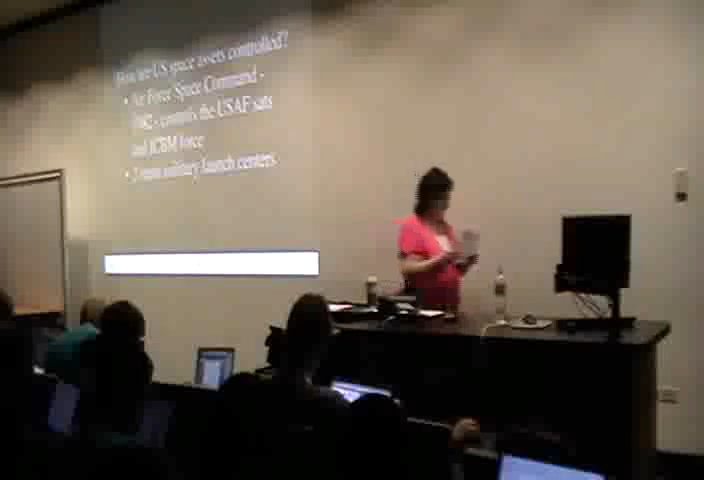 How are US space assets controlled?
• Air Force Space Command -
1982 - controls the USAF sats
and ICBM force
• 2 main military launch centers